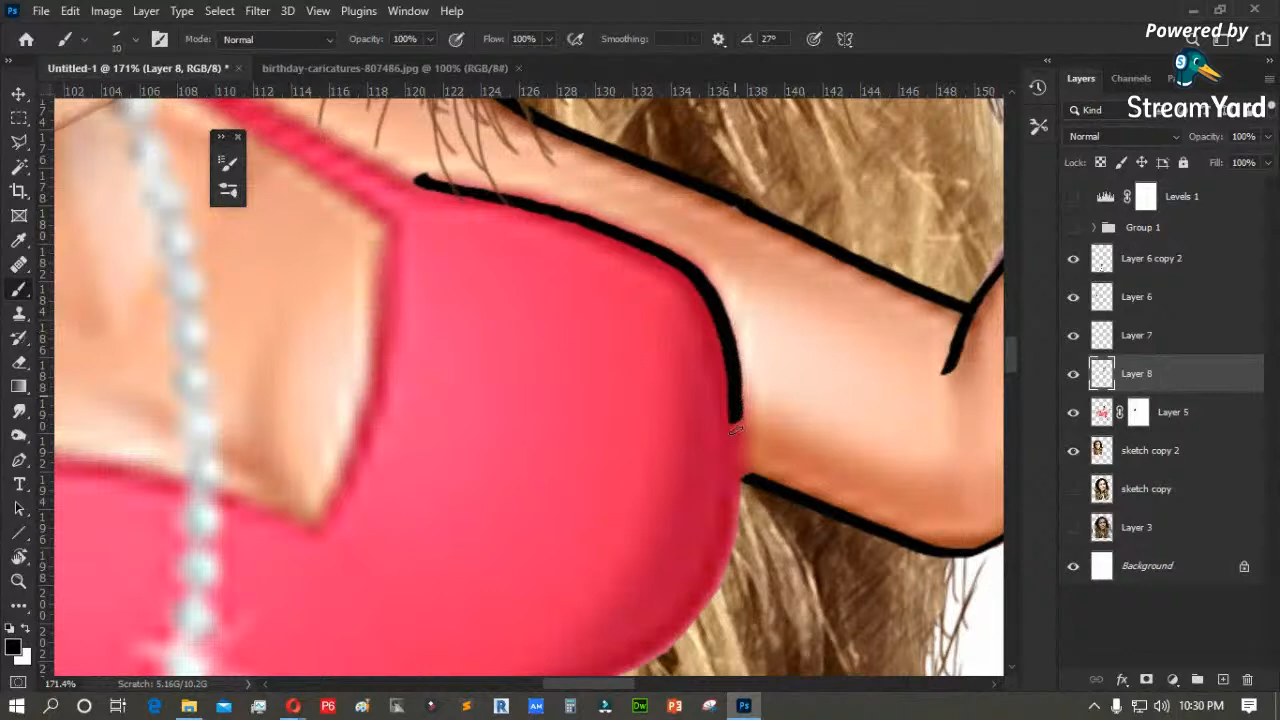 Ps File Edit Image Layer Type Select Filter 3D View Plugins Window Help
Powered by
StreamYard
10 Mode: Normal Opacity: 100% Flow: 100% Smoothing: 27°
Untitled-1 @ 171% (Layer 8, RGB/8) * × birthday-caricatures-807486.jpg @ 100% (RGB/8#) ×
102 104 106 108 110 112 114 116 118 120 122 124 126 128 130 132 134 136 138 140 142 144 146 148 150
Layers Channels
Kind
Normal Opacity: 100%
Lock: Fill: 100%
Levels 1
Group 1
Layer 6 copy 2
Layer 6
Layer 7
Layer 8
Layer 5
sketch copy 2
sketch copy
Layer 3
Background
171.4% Scratch: 5.16G/10.2G
10:30 PM